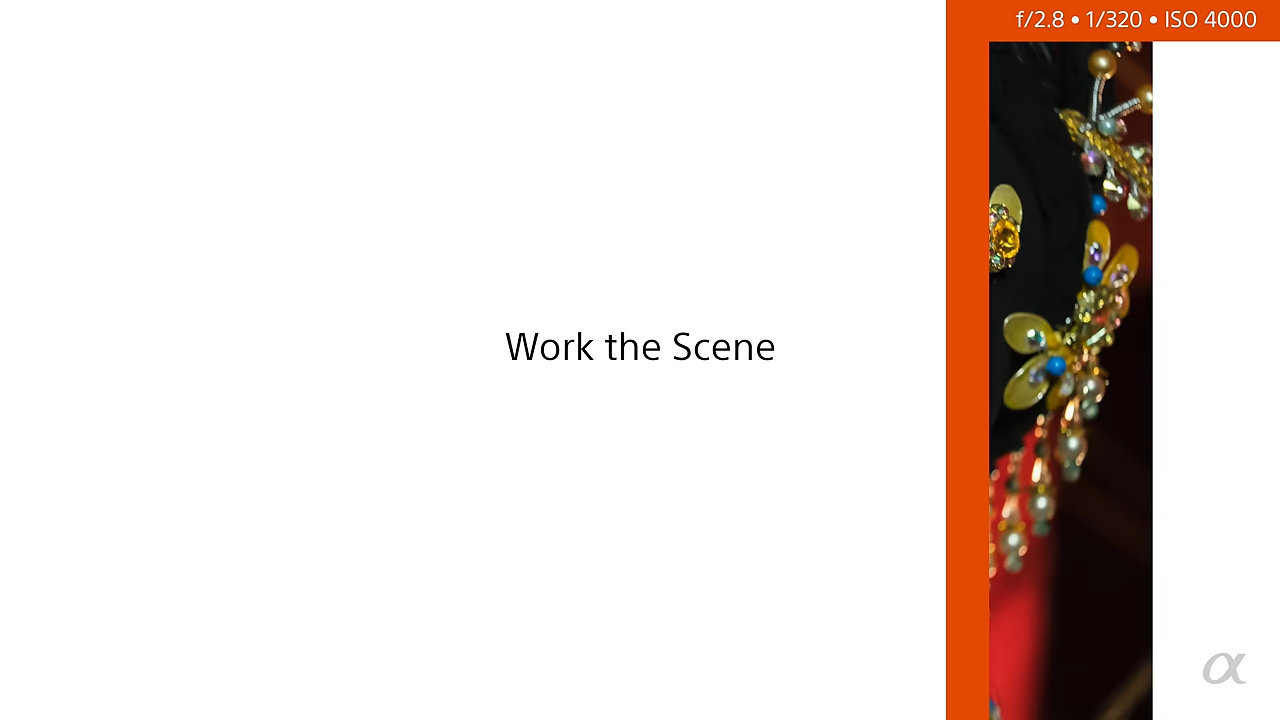 f/2.8 • 1/320 • ISO 4000
Work the Scene
α